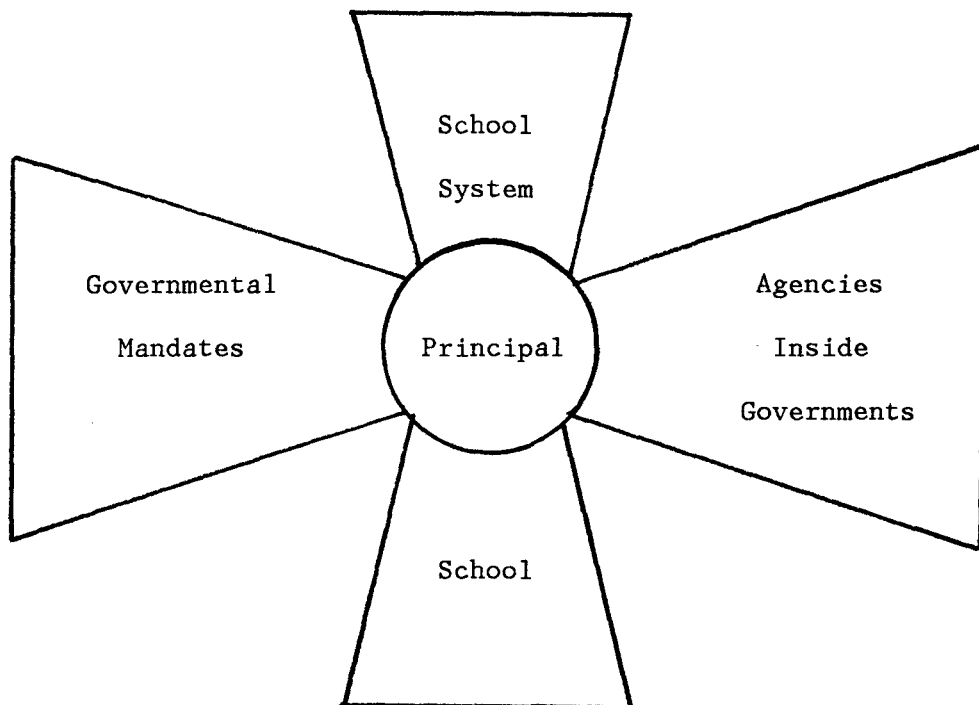 School
System
Governmental
Mandates
Principal
Agencies
Inside
Governments
School